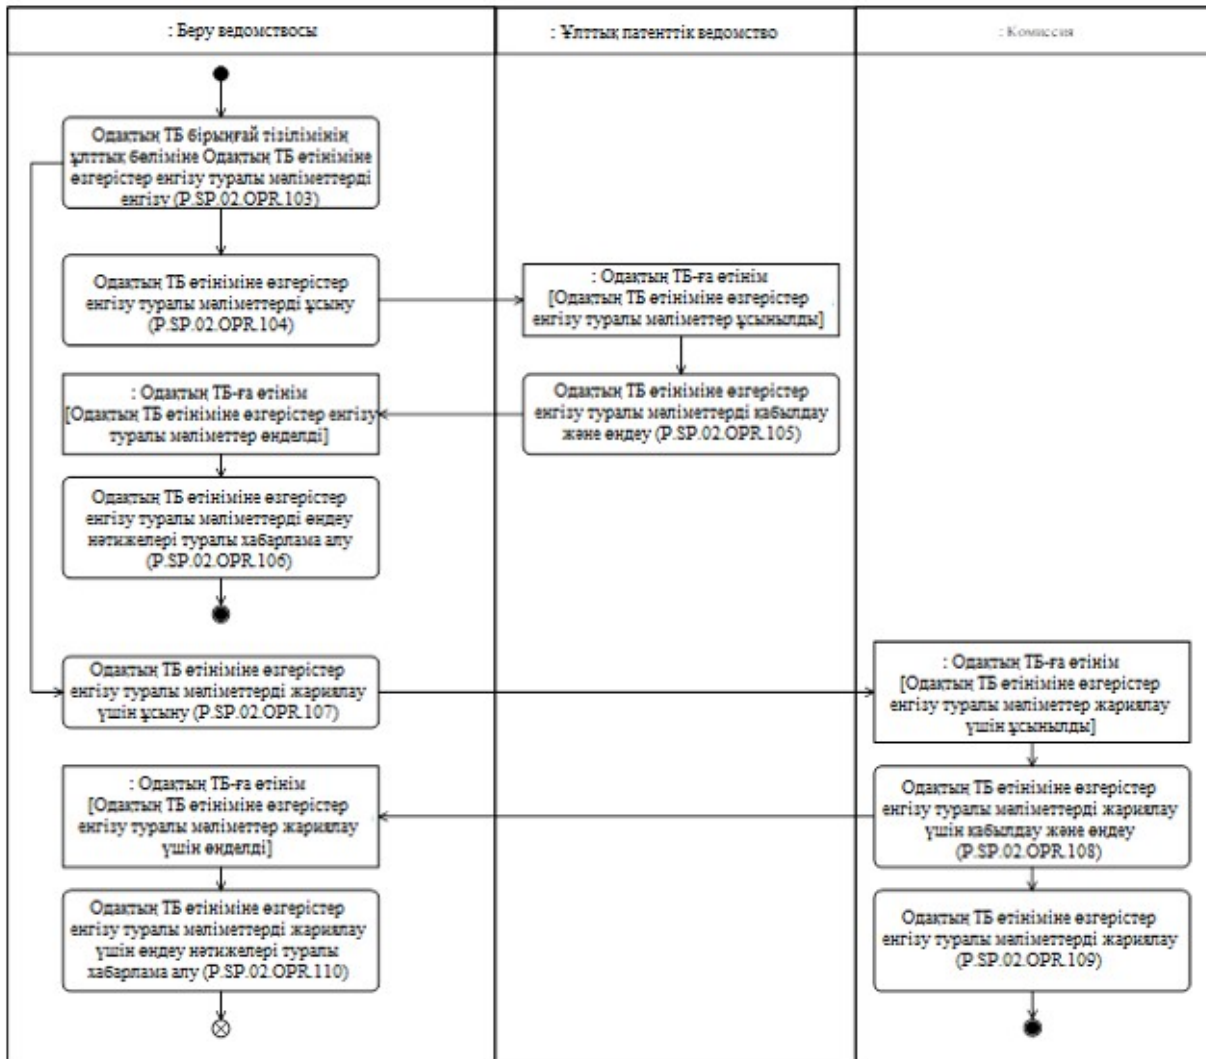 : Беру ведомствосы
: Ұлттық патенттік ведомство
: Комиссия
Одақтың ТБ бірыңғай тізілімінің
ұлттық бөліміне Одақтың ТБ өтініміне
өзгерістер енгізу туралы мәліметтерді
енгізу (P.SP.02.OPR.103)
Одақтың ТБ өтініміне өзгерістер
енгізу туралы мәліметтерді ұсыну
(P.SP.02.OPR.104)
: Одақтың ТБ-ға өтінім
[Одақтың ТБ өтініміне өзгерістер
енгізу туралы мәліметтер ұсынылды]
: Одақтың ТБ-ға өтінім
[Одақтың ТБ өтініміне өзгерістер енгізу
туралы мәліметтер өңделді]
Одақтың ТБ өтініміне өзгерістер
енгізу туралы мәліметтерді қабылдау
және өңдеу (P.SP.02.OPR.105)
Одақтың ТБ өтініміне өзгерістер
енгізу туралы мәліметтерді өңдеу
нәтижелері туралы хабарлама алу
(P.SP.02.OPR.106)
Одақтың ТБ өтініміне өзгерістер
енгізу туралы мәліметтерді жариялау
үшін ұсыну (P.SP.02.OPR.107)
: Одақтың ТБ-ға өтінім
[Одақтың ТБ өтініміне өзгерістер
енгізу туралы мәліметтер жариялау
үшін ұсынылды]
: Одақтың ТБ-ға өтінім
[Одақтың ТБ өтініміне өзгерістер
енгізу туралы мәліметтер жариялау
үшін өңделді]
Одақтың ТБ өтініміне өзгерістер
енгізу туралы мәліметтерді жариялау
үшін қабылдау және өңдеу
(P.SP.02.OPR.108)
Одақтың ТБ өтініміне өзгерістер
енгізу туралы мәліметтерді жариялау
үшін өңдеу нәтижелері туралы
хабарлама алу (P.SP.02.OPR.110)
Одақтың ТБ өтініміне өзгерістер
енгізу туралы мәліметтерді жариялау
(P.SP.02.OPR.109)